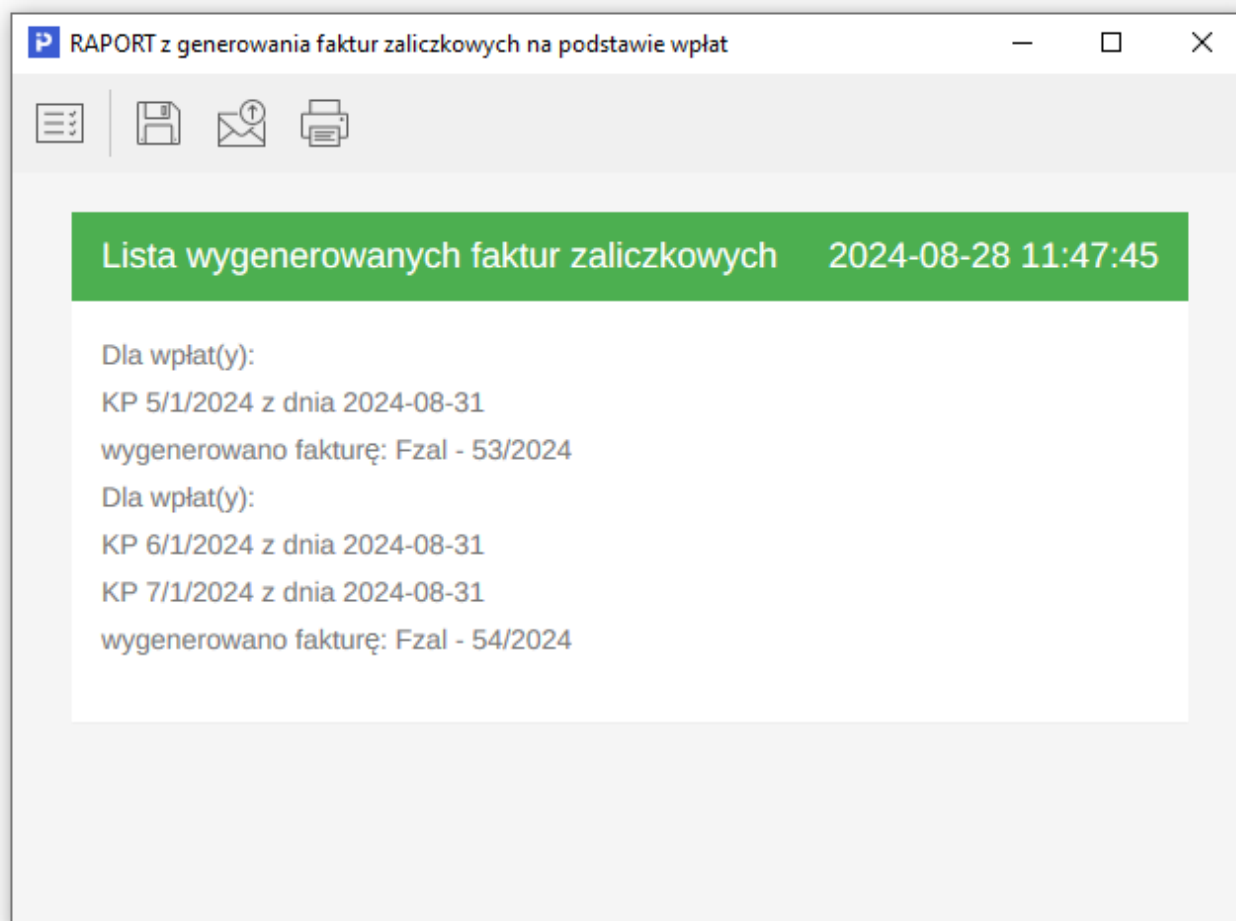 RAPORT z generowania faktur zaliczkowych na podstawie wpłat
Lista wygenerowanych faktur zaliczkowych 2024-08-28 11:47:45
Dla wpłat(y):
KP 5/1/2024 z dnia 2024-08-31
wygenerowano fakturę: Fzal - 53/2024
Dla wpłat(y):
KP 6/1/2024 z dnia 2024-08-31
KP 7/1/2024 z dnia 2024-08-31
wygenerowano fakturę: Fzal - 54/2024